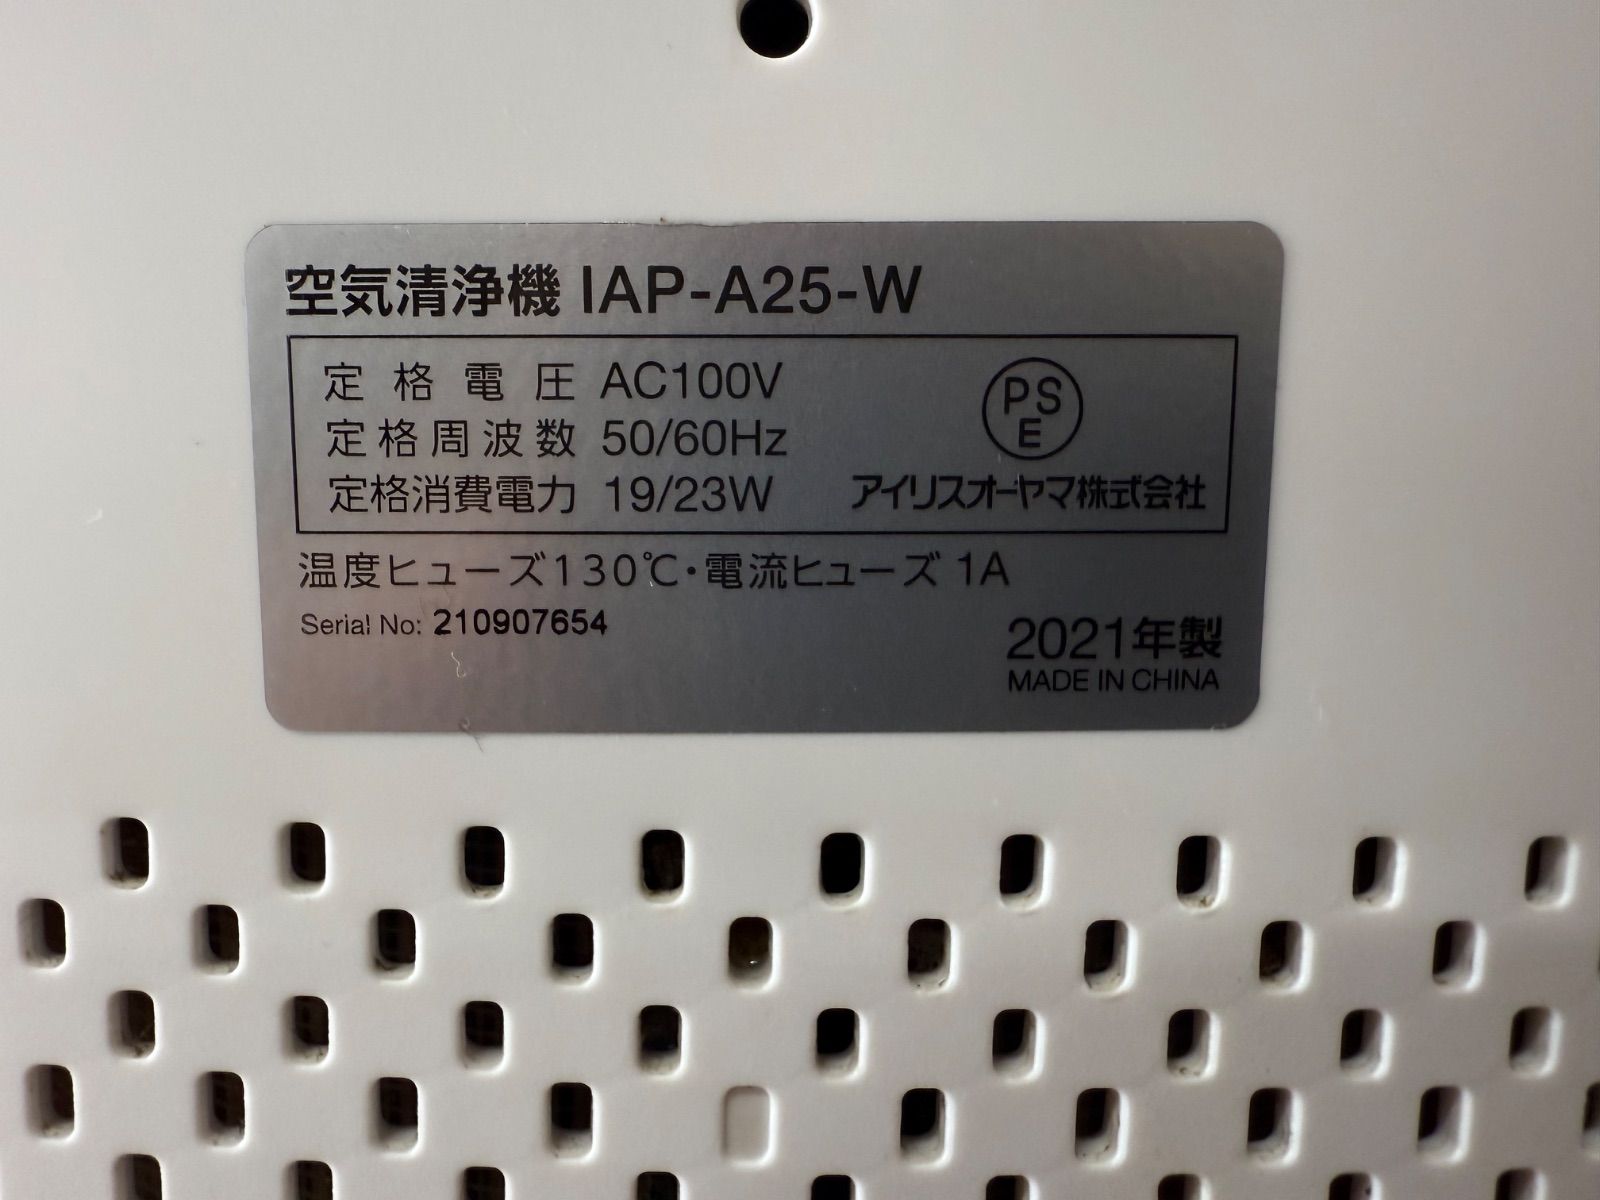 空気清浄機 IAP-A25-W
定格電圧 AC100V
定格周波数 50/60Hz
定格消費電力 19/23W
PS
E
アイリスオーヤマ株式会社
温度ヒューズ130℃・電流ヒューズ 1A
Serial No: 210907654
2021年製
MADE IN CHINA